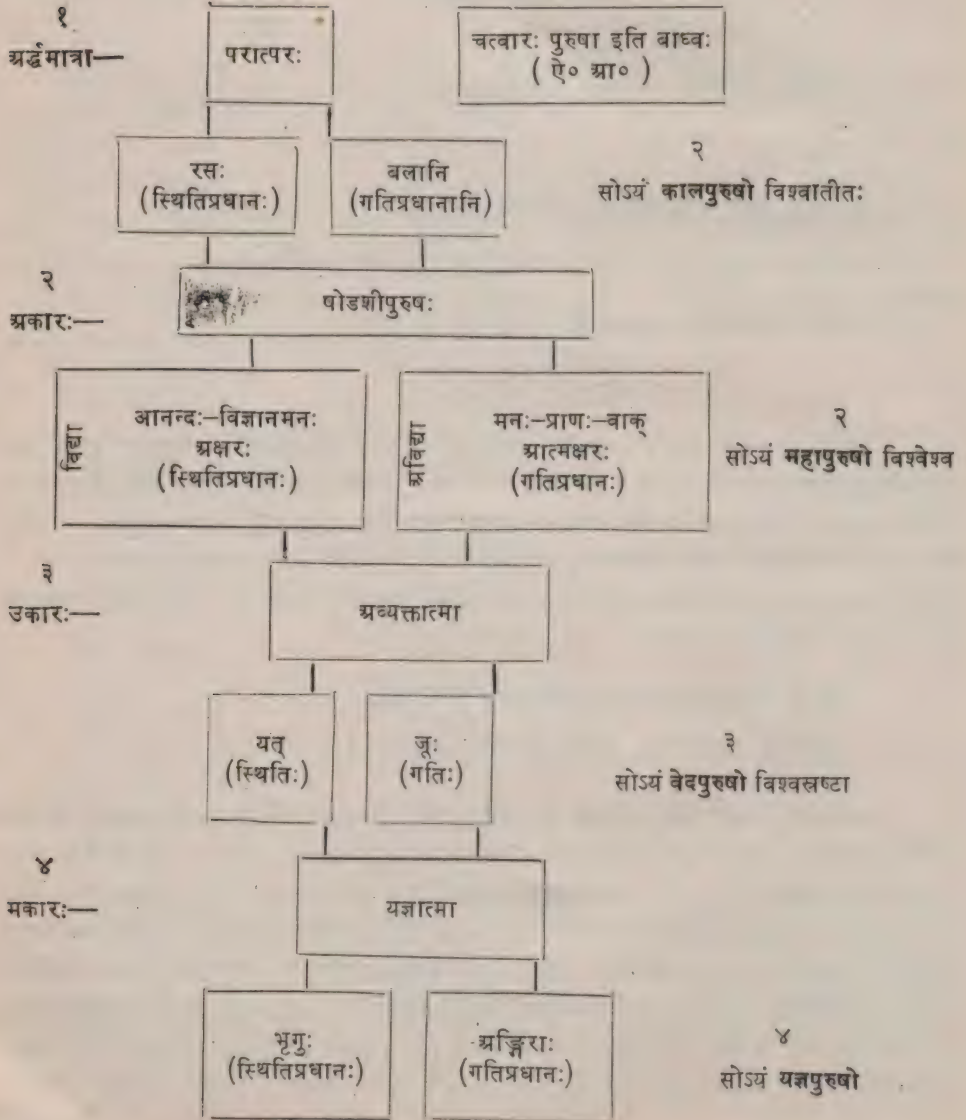 १
अर्द्धमात्रा—
परात्परः
चत्वारः पुरुषा इति बाध्वः
( ऐ० आ० )
रसः
(स्थितिप्रधानः)
बलानि
(गतिप्रधानानि)
२
सोऽयं कालपुरुषो विश्वातीतः
२
अकारः—
षोडशीपुरुषः
विद्या
आनन्दः-विज्ञानमनः
अक्षरः
(स्थितिप्रधानः)
अविद्या
मनः-प्राणः-वाक्
आत्मक्षरः
(गतिप्रधानः)
२
सोऽयं महापुरुषो विश्वेश्व
३
उकारः—
अव्यक्तात्मा
यत्
(स्थितिः)
जूः
(गतिः)
३
सोऽयं वेदपुरुषो विश्वस्रष्टा
४
मकारः—
यज्ञात्मा
भृगुः
(स्थितिप्रधानः)
अङ्गिराः
(गतिप्रधानः)
४
सोऽयं यज्ञपुरुषो